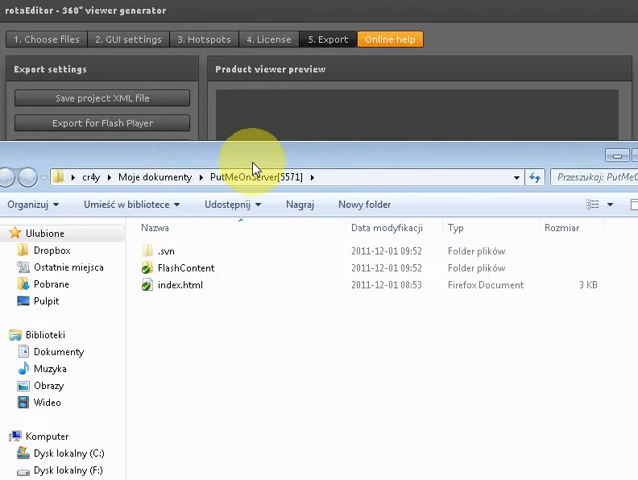 rotaEditor - 360° viewer generator
1. Choose files 2. GUI settings 3. Hotspots 4. License 5. Export Online help
Export settings Product viewer preview
Save project XML file
Export for Flash Player
cr4y Moje dokumenty PutMeOnServer[5571] Przeszukaj: PutMeO
Organizuj Umieść w bibliotece Udostępnij Nagraj Nowy folder
Ulubione Nazwa Data modyfikacji Typ Rozmiar
Dropbox .svn 2011-12-01 09:52 Folder plików
Ostatnie miejsca FlashContent 2011-12-01 09:52 Folder plików
Pobrane index.html 2011-12-01 08:53 Firefox Document 3 KB
Pulpit
Biblioteki
Dokumenty
Muzyka
Obrazy
Wideo
Komputer
Dysk lokalny (C:)
Dysk lokalny (F:)